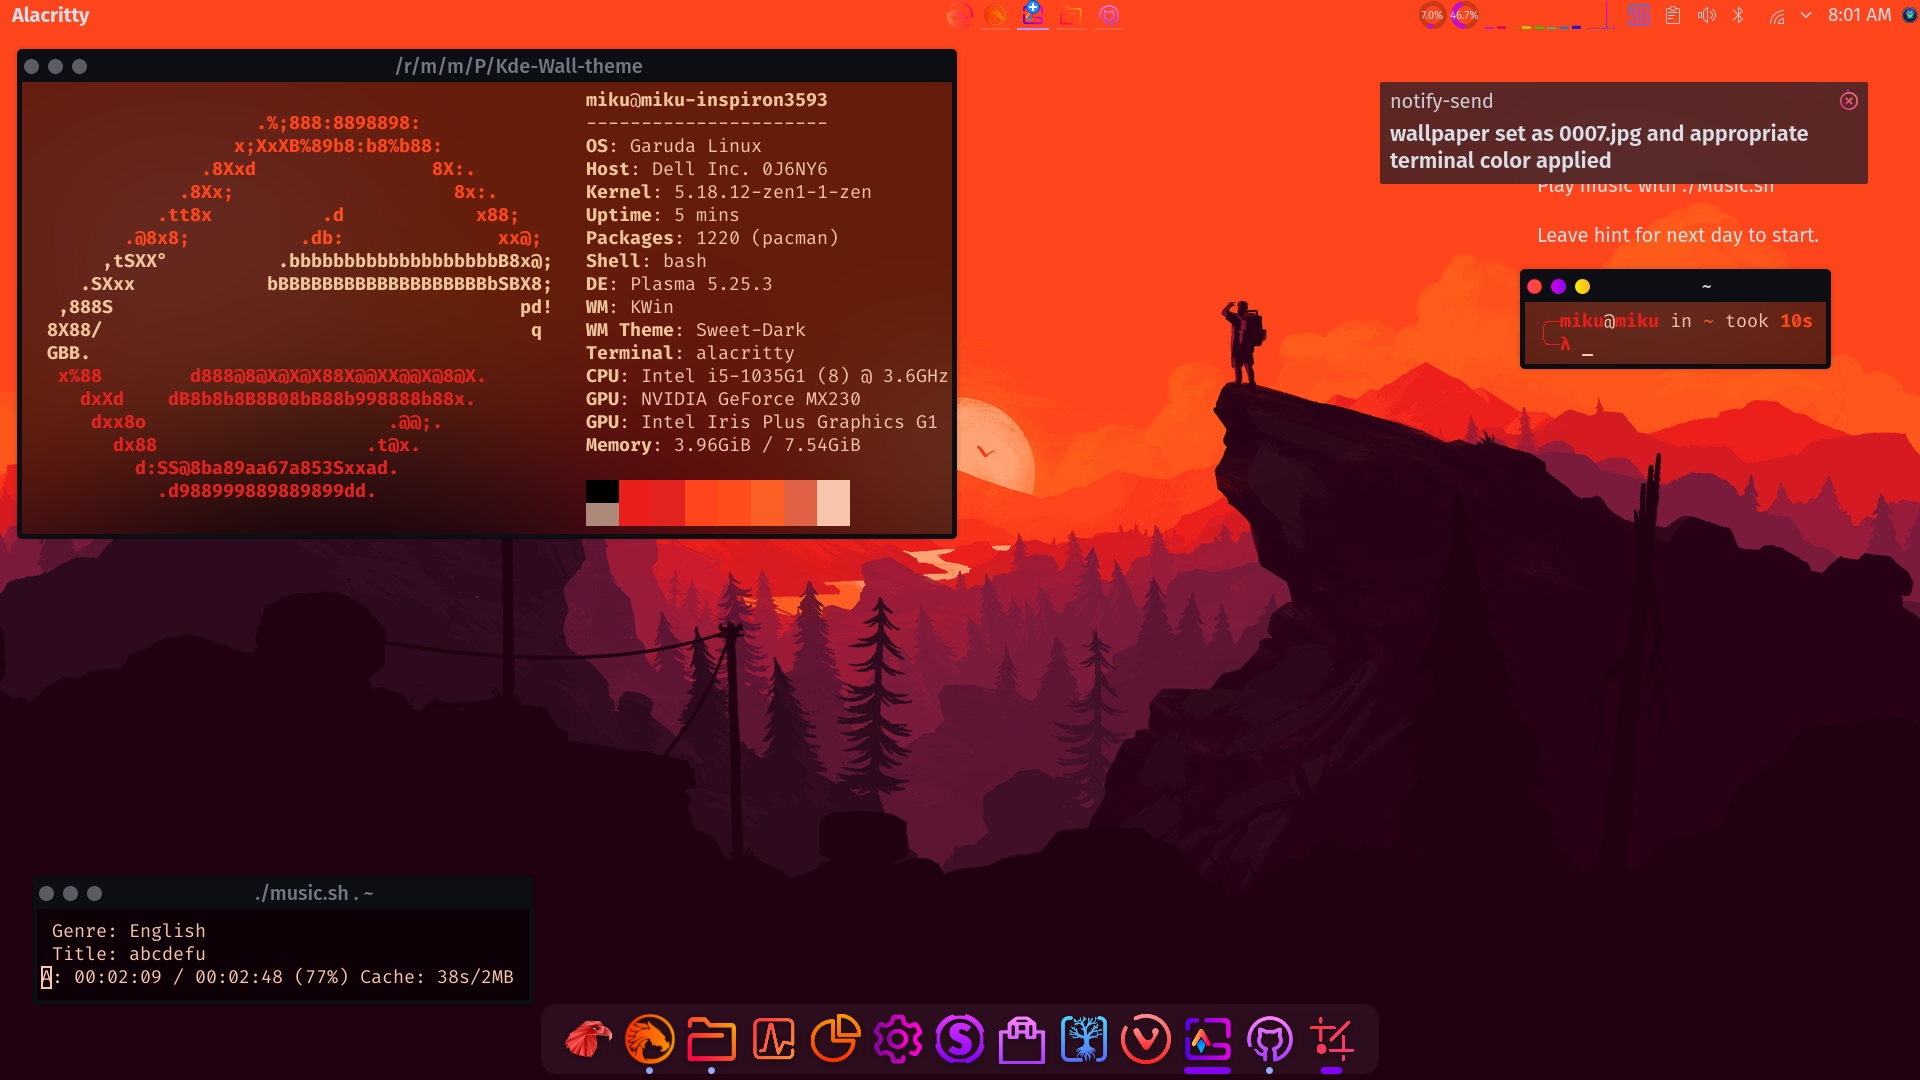 Alacritty
7.0% 46.7%
8:01 AM
/r/m/m/P/Kde-Wall-theme
.%;888:8898898:
x;XxXB%89b8:b8%b88:
.8Xxd 8X:.
.8Xx; 8x:.
.tt8x .d x88;
.@8x8; .db: xx@;
,tSXX° .bbbbbbbbbbbbbbbbbbbB8x@;
.SXxx bBBBBBBBBBBBBBBBBBBBbSBX8;
,888S pd!
8X88/ q
GBB.
x%88 d888@8@X@X@X88X@@XX@@X@8@X.
dxXd dB8b8b8B8B08bB88b998888b88x.
dxx8o .@@;.
dx88 .t@x.
d:SS@8ba89aa67a853Sxxad.
.d988999889889899dd.
miku@miku-inspiron3593
----------------------
OS: Garuda Linux
Host: Dell Inc. 0J6NY6
Kernel: 5.18.12-zen1-1-zen
Uptime: 5 mins
Packages: 1220 (pacman)
Shell: bash
DE: Plasma 5.25.3
WM: KWin
WM Theme: Sweet-Dark
Terminal: alacritty
CPU: Intel i5-1035G1 (8) @ 3.6GHz
GPU: NVIDIA GeForce MX230
GPU: Intel Iris Plus Graphics G1
Memory: 3.96GiB / 7.54GiB
notify-send
wallpaper set as 0007.jpg and appropriate
terminal color applied
Play music with ./Music.sh
Leave hint for next day to start.
~
╭─miku@miku in ~ took 10s
╰─λ _
./music.sh . ~
Genre: English
Title: abcdefu
A: 00:02:09 / 00:02:48 (77%) Cache: 38s/2MB